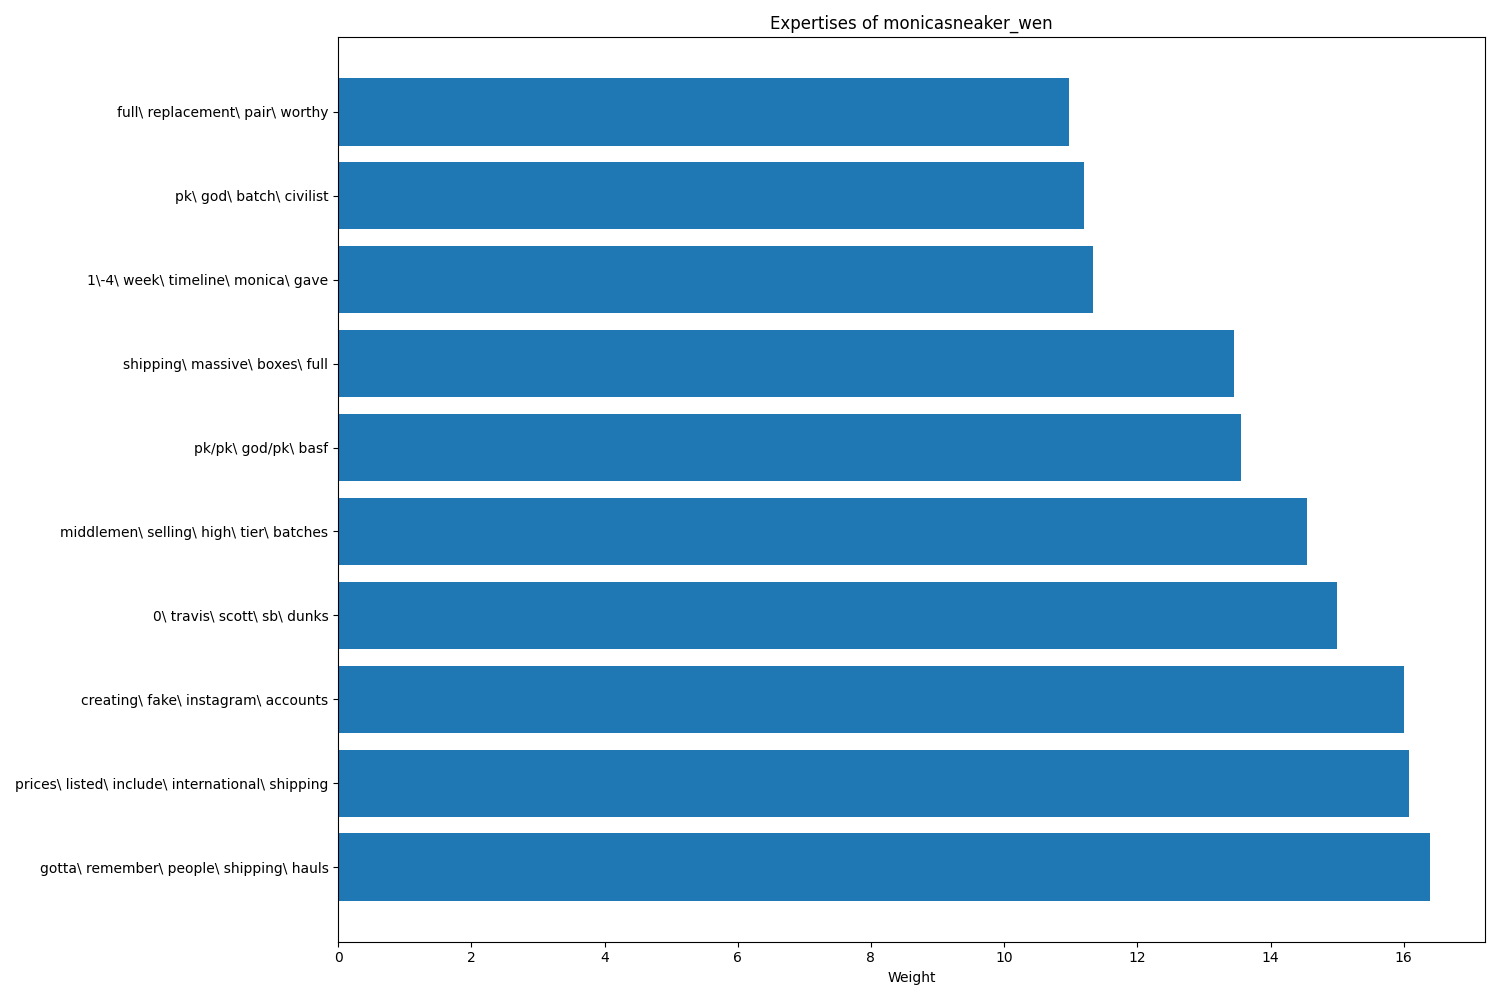 Expertises of monicasneaker_wen
full\ replacement\ pair\ worthy
pk\ god\ batch\ civilist
1\-4\ week\ timeline\ monica\ gave
shipping\ massive\ boxes\ full
pk/pk\ god/pk\ basf
middlemen\ selling\ high\ tier\ batches
0\ travis\ scott\ sb\ dunks
creating\ fake\ instagram\ accounts
prices\ listed\ include\ international\ shipping
gotta\ remember\ people\ shipping\ hauls
0 2 4 6 8 10 12 14 16
Weight